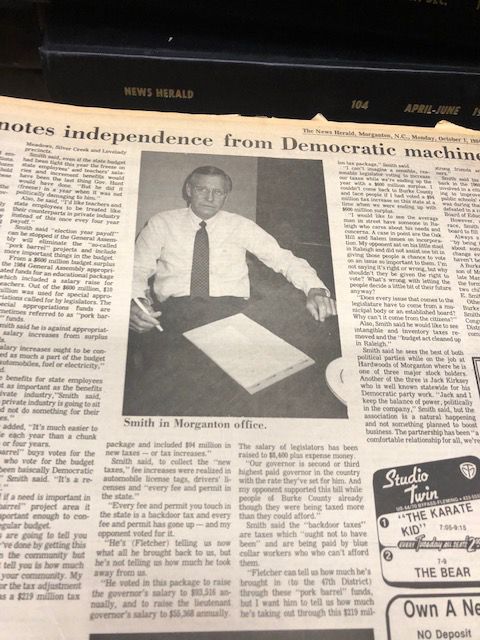 NEWS HERALD
104
APRIL-JUNE
The News Herald, Morganton, N.C., Monday, October 1, 1984
notes independence from Democratic machin
Meadows, Silver Creek and Lovelady
precincts.
Smith said, even if the state budget
had been tight this year the freeze on
state employees' and teachers' sala-
ries and increment benefits would
have been the last thing Gov. Hunt
would have done. "But he did it
(freeze) in a year when it was not
politically damaging to him."
Also, he said, "I'd like teachers and
state employees to be treated like
their counterparts in private industry
instead of this once every four year
payoff."
Smith said "election year payoff"
can be stopped if the General Assem-
bly will eliminate the "so-called
"pork barrel" projects and include
more important things in the budget.
From a $600 million budget surplus
the 1984 General Assembly appropri-
ated funds for an educational package
which included a salary raise for
teachers. Out of the $600 million, $10
million was used for special appro-
priations called for by legislators. The
special appropriations funds are
sometimes referred to as "pork bar-
" funds.
mith said he is against appropriat-
salary increases from surplus
alary increases ought to be con-
ed as much a part of the budget
automobiles, fuel or electricity,"
e benefits for state employees
t as important as the benefits
ivate industry," Smith said,
private industry is going to sit
d not do something for their
added, "It's much easier to
e each year than a chunk
or four years.
arrel" buys votes for the
who vote for the budget
been basically Democratic
" Smith said. "It's a re-
if a need is important in
arrel" project area it
portant enough to con-
gular budget.
are going to tell you
've done by getting this
the community but
tell you is how much
your community. My
or the tax adjustment
as a $219 million tax
Smith in Morganton office.
package and included $94 million in
new taxes — or tax increases."
Smith said, to collect the "new
taxes," fee increases were realized in
automobile license tags, drivers' li-
censes and "every fee and permit in
the state."
"Every fee and permit you touch in
the state is a backdoor tax and every
fee and permit has gone up — and my
opponent voted for it.
"He's (Fletcher) telling us now
what all he brought back to us, but
he's not telling us how much he took
away from us.
"He voted in this package to raise
the governor's salary to $93,516 an-
nually, and to raise the lieutenant
governor's salary to $55,368 annually.
The salary of legislators has been
raised to $8,400 plus expense money.
"Our governor is second or third
highest paid governor in the country
with the rate they've set for him. And
my opponent supported this bill while
people of Burke County already
though they were being taxed more
than they could afford."
Smith said the "backdoor taxes"
are taxes which "ought not to have
been" and are being paid by blue
collar workers who can't afford
them.
"Fletcher can tell us how much he's
brought in (to the 47th District)
through these "pork barrel" funds,
but I want him to tell us how much
he's taking out through this $219 mil-
lion tax package," Smith said.
"I can't imagine a feasible, rea-
sonable legislator voting to increase
our taxes while we're ending up the
year with a $600 million surplus. I
couldn't come back to Burke County
and face people if I had voted a $95
million tax increase on this state at a
time when we were ending up with
$600 million surplus.
"I would like to see the average
man in street have someone in Ra-
leigh who cares about his needs and
concerns. A case in point are the Oak
Hill and Salem issues on incorpora-
tion. My opponent sat on his little stool
in Raleigh and did not assist one bit in
giving these people a chance to vote
on an issue so important to them. I'm
not saying it's right or wrong, but why
shouldn't they be given the right to
vote? What's wrong with letting the
people decide a little bit of their future
anyway?
"Does every issue that comes to the
legislature have to come from a mu-
nicipal body or an established board?
Why can't it come from the citizens?"
Also, Smith said he would like to see
intangible and inventory taxes re-
moved and the "budget act cleaned up
in Raleigh."
Smith said he sees the best of both
political parties while on the job at
Hardwoods of Morganton where he is
one of three major stock holders.
Another of the three is Jack Kirksey
who is well known statewide for his
Democratic party work. "Jack and I
keep the balance of power, politically
in the company," Smith said, but the
association is a natural happening
and not something planned to boost
business. The partnership has been "a
comfortable relationship for all, we're
Studio
Twin
1
"THE KARATE
KID"
7:05-9:15
EVERY Tuesday ALL SEATS
2
7-9
THE BEAR
Own A Ne
NO Deposit